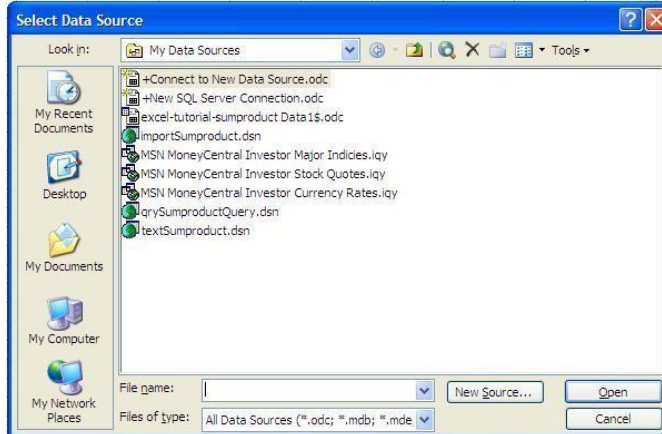 Select Data Source
Look in:
My Data Sources
Tools
+Connect to New Data Source.odc
+New SQL Server Connection.odc
excel-tutorial-sumproduct Data1$.odc
importSumproduct.dsn
MSN MoneyCentral Investor Major Indicies.iqy
MSN MoneyCentral Investor Stock Quotes.iqy
MSN MoneyCentral Investor Currency Rates.iqy
qrySumproductQuery.dsn
textSumproduct.dsn
My Recent
Documents
Desktop
My Documents
My Computer
My Network
Places
File name:
New Source...
Open
Files of type:
All Data Sources (*.odc; *.mdb; *.mde
Cancel